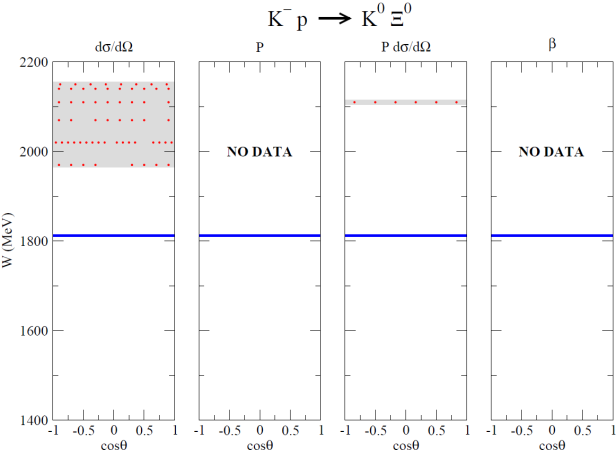 K⁻ p → K⁰ Ξ⁰
dσ/dΩ P P dσ/dΩ β
2200
2000
1800
1600
1400
W (MeV)
NO DATA NO DATA
-1 -0.5 0 0.5 1 -1 -0.5 0 0.5 1 -1 -0.5 0 0.5 1 -1 -0.5 0 0.5 1
cosθ cosθ cosθ cosθ